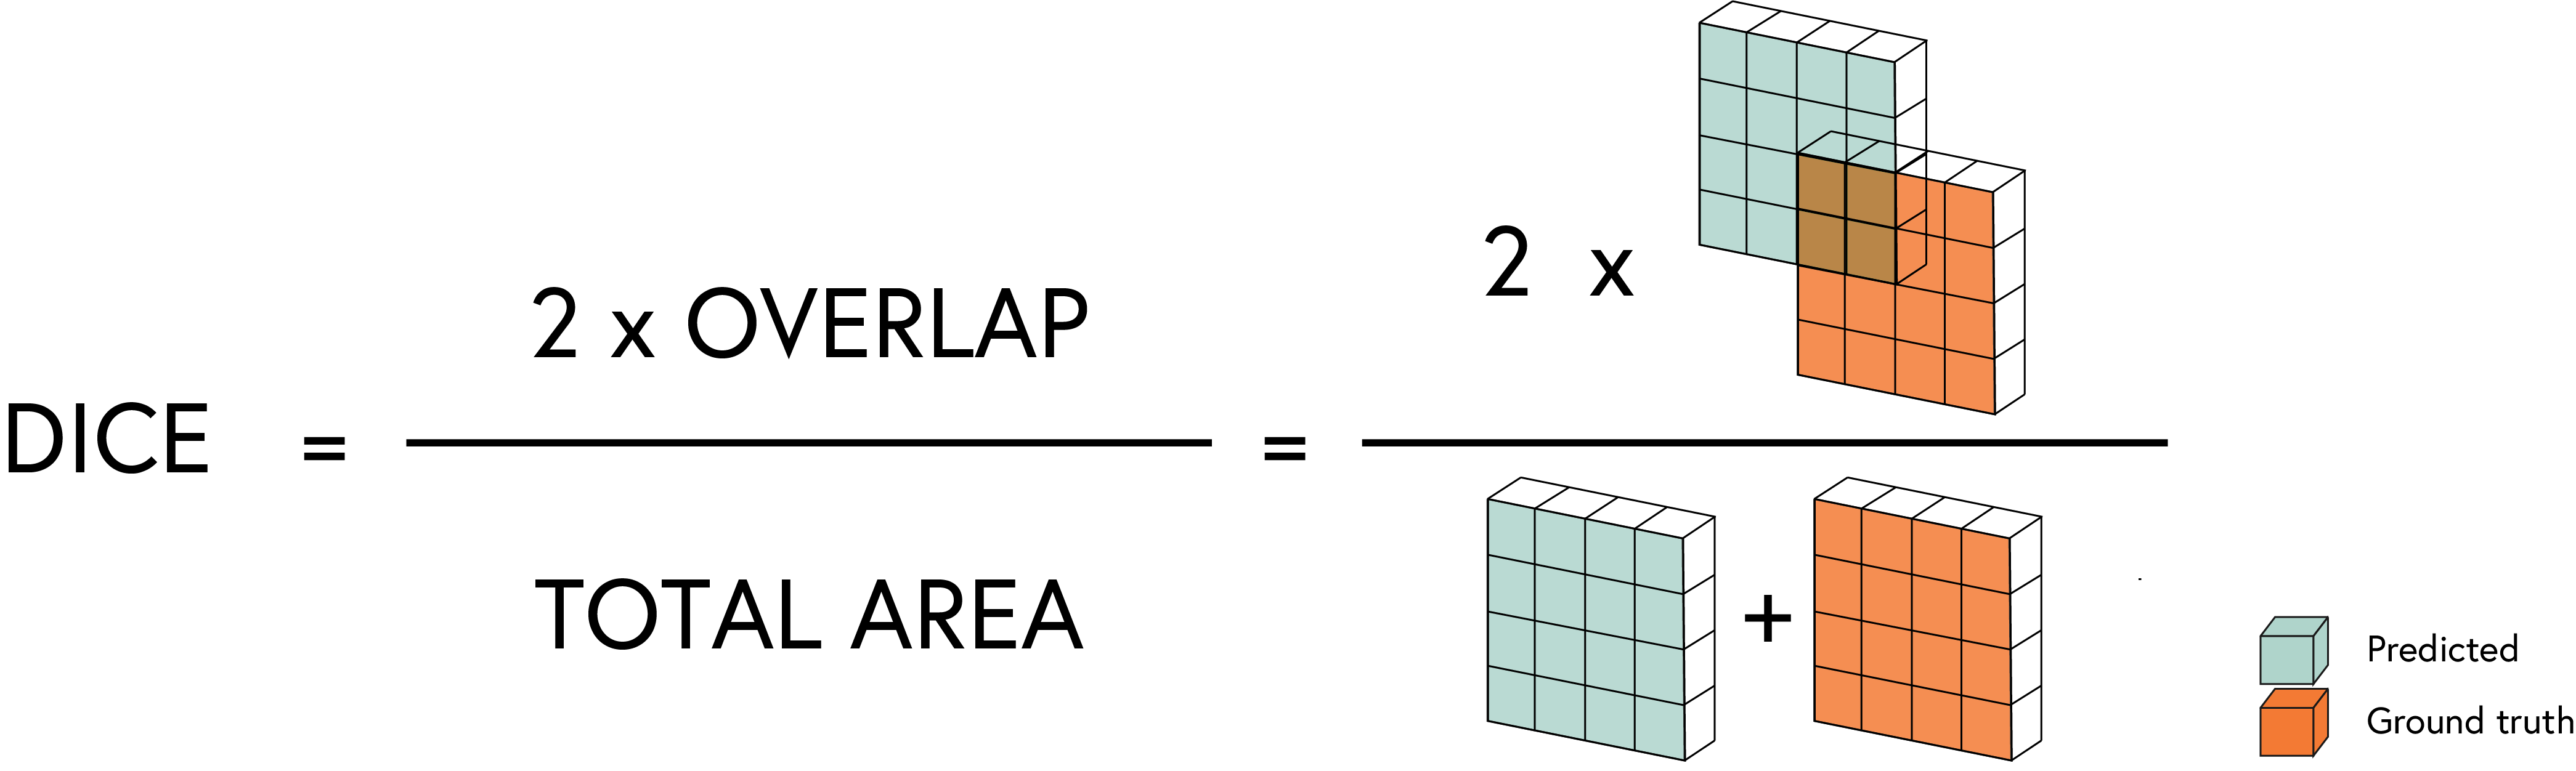 DICE
=
2 x OVERLAP
TOTAL AREA
=
2 x
+
Predicted
Ground truth